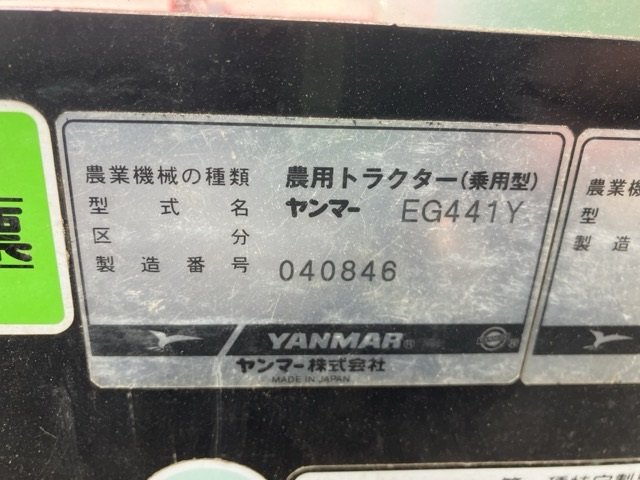 農業機械の種類 農用トラクター(乗用型)
型式名 ヤンマー EG441Y
区分
製造番号 040846
YANMAR®
ヤンマー株式会社
MADE IN JAPAN
農業機
型
製造